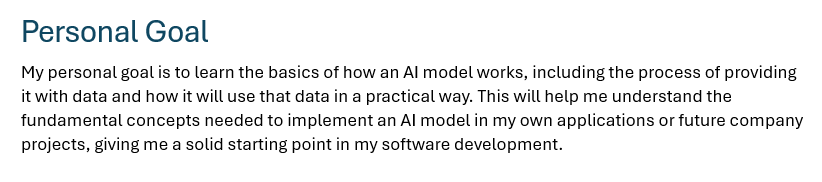 Personal Goal
My personal goal is to learn the basics of how an AI model works, including the process of providing
it with data and how it will use that data in a practical way. This will help me understand the
fundamental concepts needed to implement an AI model in my own applications or future company
projects, giving me a solid starting point in my software development.